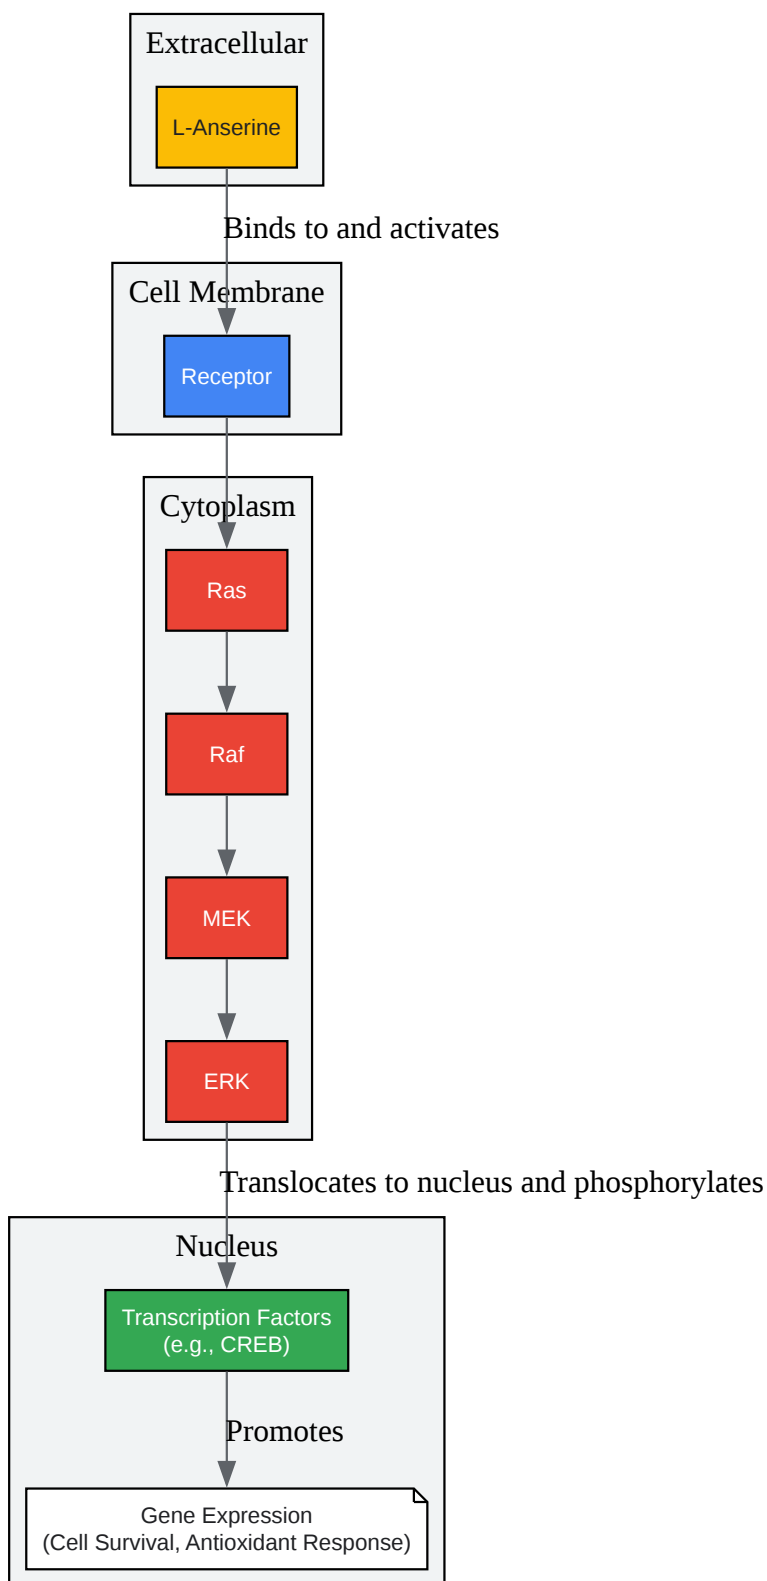 Extracellular
L-Anserine
Binds to and activates
Cell Membrane
Receptor
Cytoplasm
Ras
Raf
MEK
ERK
Translocates to nucleus and phosphorylates
Nucleus
Transcription Factors
(e.g., CREB)
Promotes
Gene Expression
(Cell Survival, Antioxidant Response)